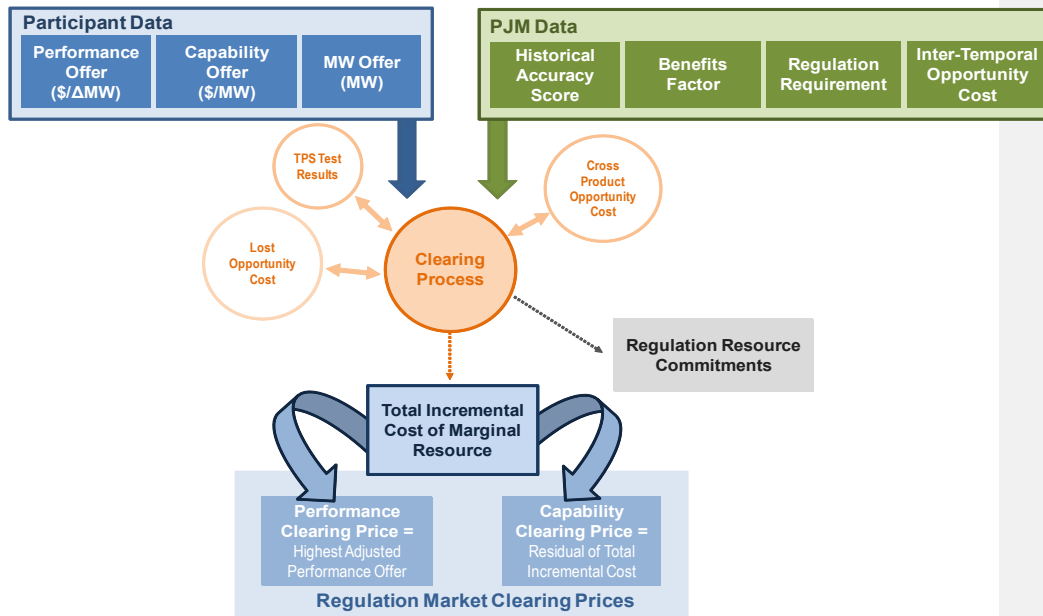 Participant Data
Performance
Offer
($/ΔMW)
Capability
Offer
($/MW)
MW Offer
(MW)
PJM Data
Historical
Accuracy
Score
Benefits
Factor
Regulation
Requirement
Inter-Temporal
Opportunity
Cost
TPS Test
Results
Cross
Product
Opportunity
Cost
Lost
Opportunity
Cost
Clearing
Process
Regulation Resource
Commitments
Total Incremental
Cost of Marginal
Resource
Performance
Clearing Price =
Highest Adjusted
Performance Offer
Capability
Clearing Price =
Residual of Total
Incremental Cost
Regulation Market Clearing Prices